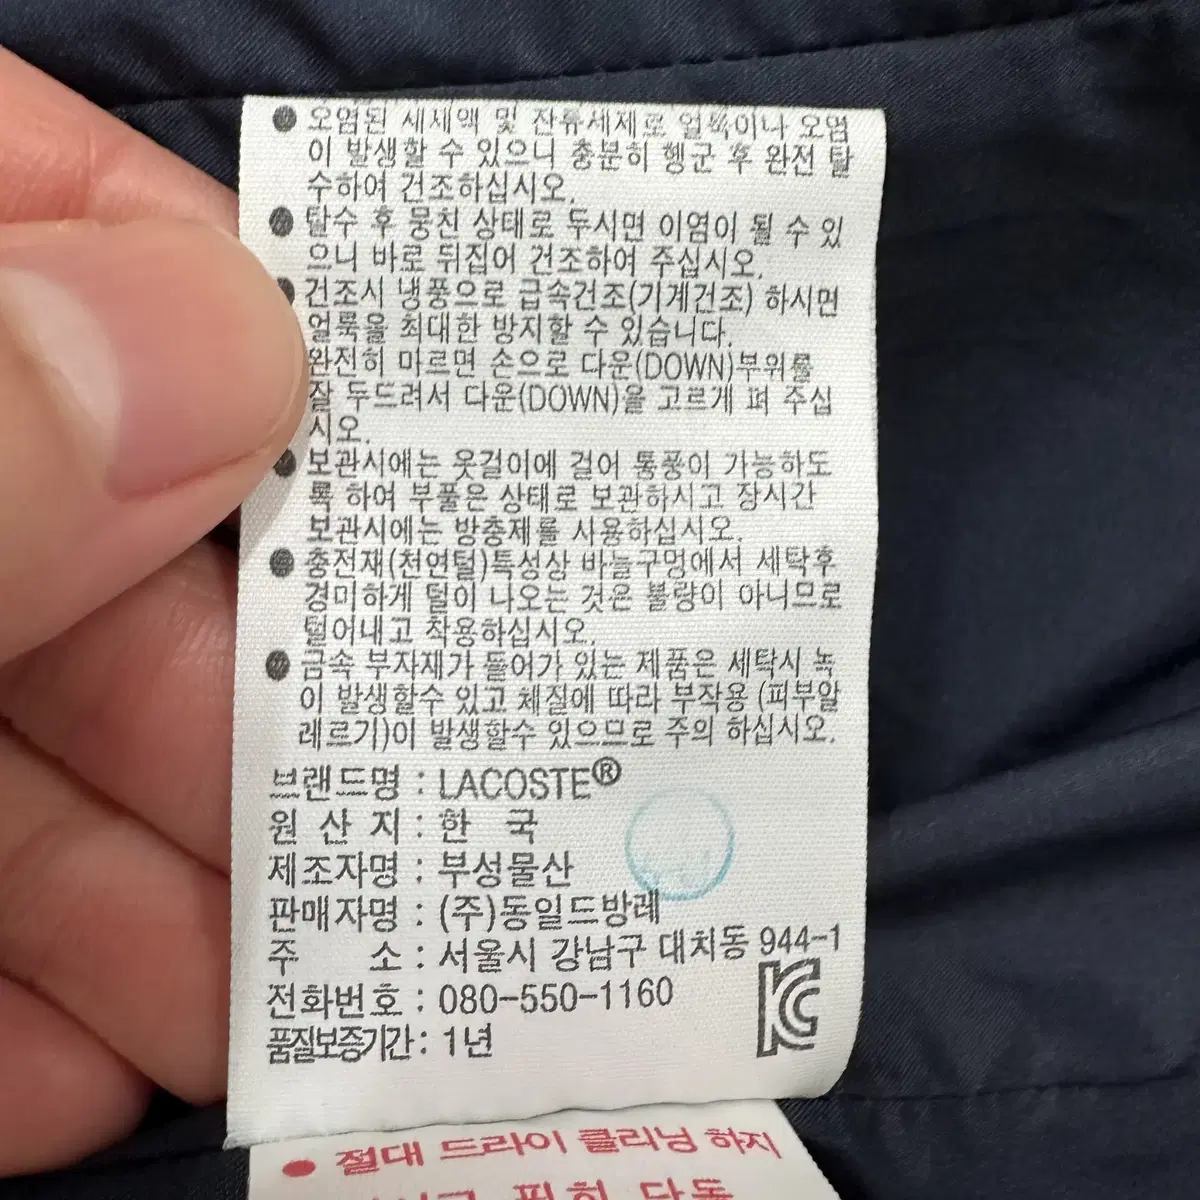 ● 오염된 세제액 및 잔류세제로 얼룩이나 오염
이 발생할 수 있으니 충분히 헹군 후 완전 탈
수하여 건조하십시오.
● 탈수 후 뭉친 상태로 두시면 이염이 될 수 있
으니 바로 뒤집어 건조하여 주십시오.
● 건조시 냉풍으로 급속건조(기계건조) 하시면
얼룩을 최대한 방지할 수 있습니다.
완전히 마르면 손으로 다운(DOWN)부위를
잘 두드려서 다운(DOWN)을 고르게 펴 주십
시오.
● 보관시에는 옷걸이에 걸어 통풍이 가능하도
록 하여 부풀은 상태로 보관하시고 장시간
보관시에는 방충제를 사용하십시오.
● 충전재(천연털)특성상 바늘구멍에서 세탁후
경미하게 털이 나오는 것은 불량이 아니므로
털어내고 착용하십시오.
● 금속 부자재가 들어가 있는 제품은 세탁시 녹
이 발생할수 있고 체질에 따라 부작용 (피부알
레르기)이 발생할수 있으므로 주의 하십시오.
브랜드명 : LACOSTE®
원 산 지 : 한 국
제조자명 : 부성물산
판매자명 : (주)동일드방레
주 소 : 서울시 강남구 대치동 944-1
전화번호 : 080-550-1160
품질보증기간 : 1년
● 절대 드라이 클리닝 하지